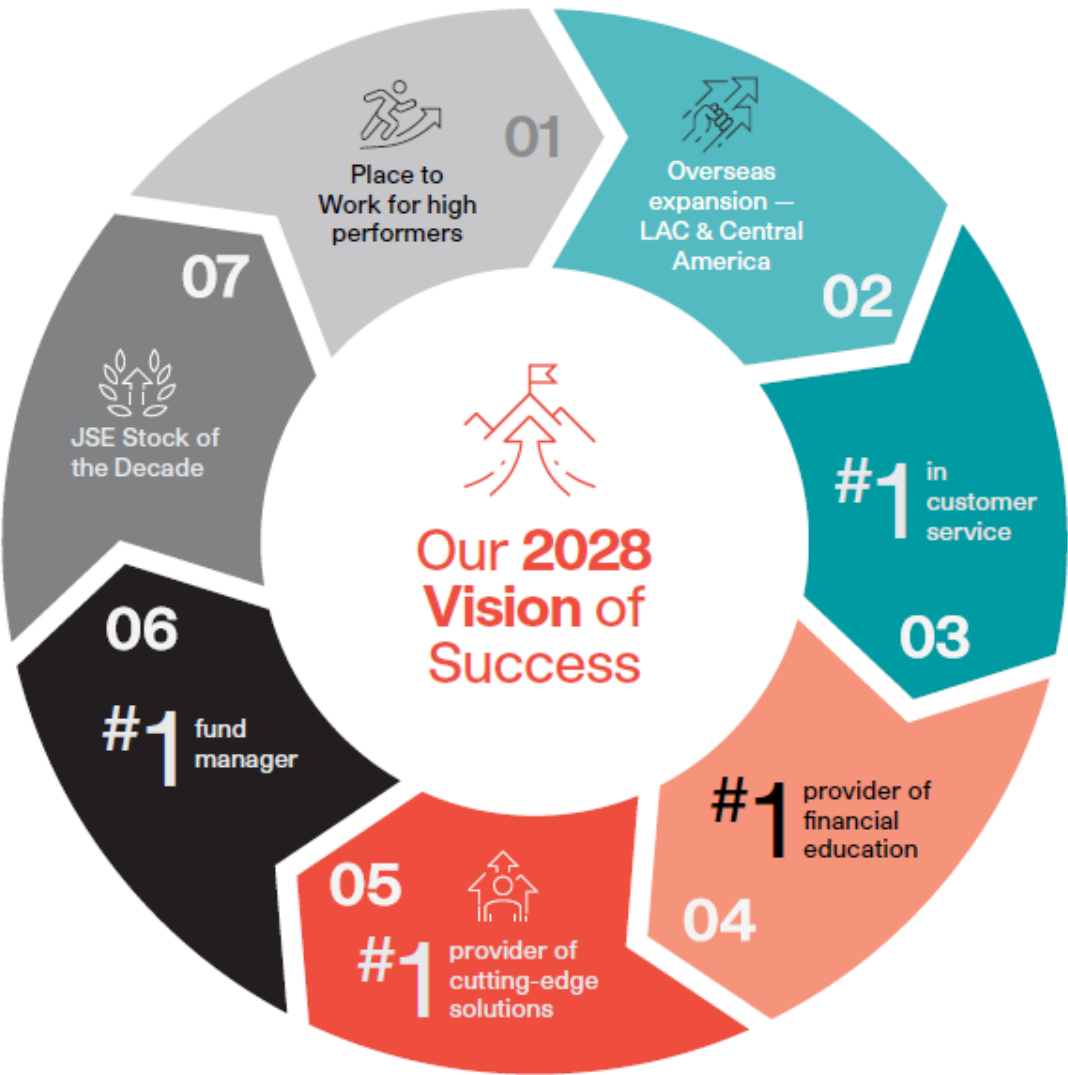 Our 2028
Vision of
Success
01
Place to
Work for high
performers
02
Overseas
expansion —
LAC & Central
America
03
#1 in
customer
service
04
#1 provider of
financial
education
05
#1 provider of
cutting-edge
solutions
06
#1 fund
manager
07
JSE Stock of
the Decade